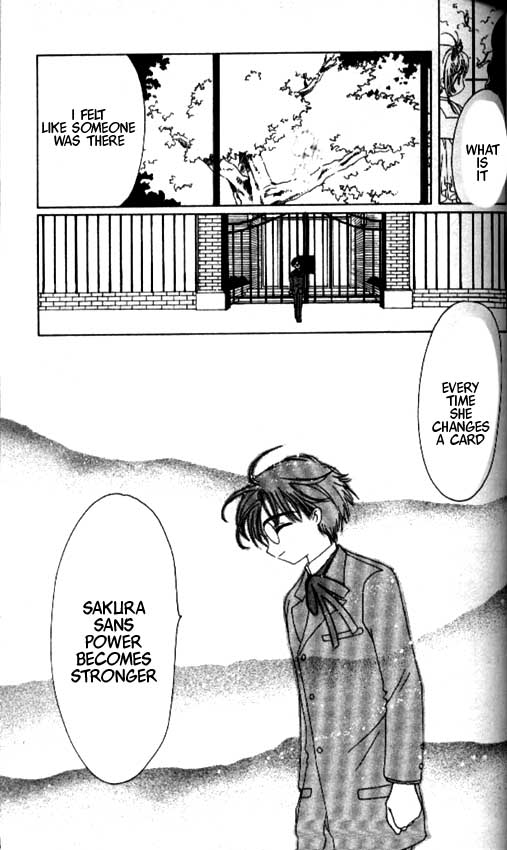 WHAT
IS
IT
I FELT
LIKE SOMEONE
WAS THERE
EVERY
TIME
SHE
CHANGES
A CARD
SAKURA
SANS
POWER
BECOMES
STRONGER